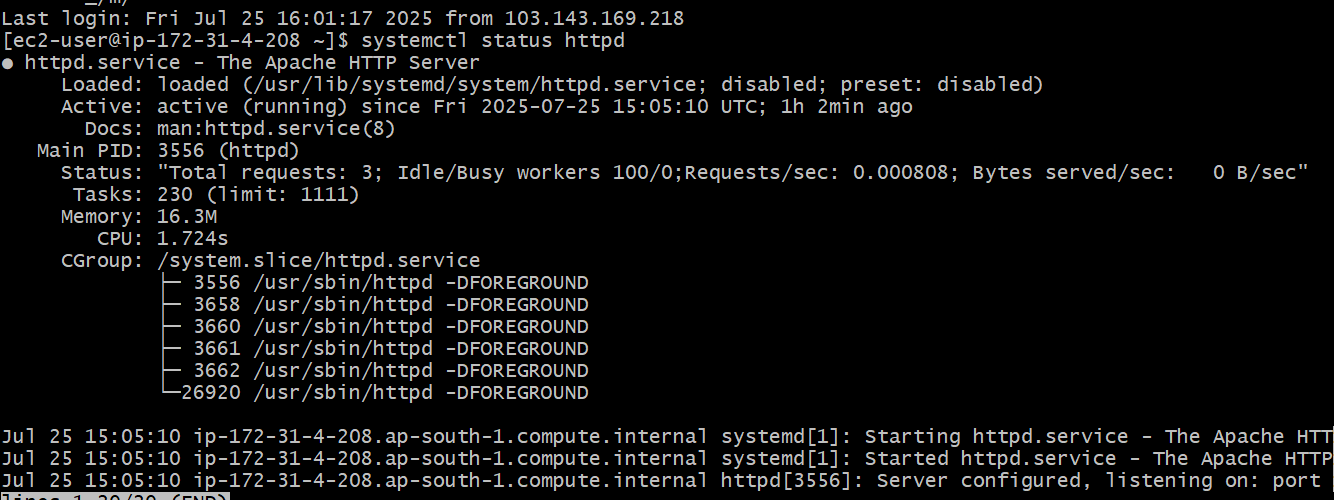 Last login: Fri Jul 25 16:01:17 2025 from 103.143.169.218
[ec2-user@ip-172-31-4-208 ~]$ systemctl status httpd
● httpd.service - The Apache HTTP Server
     Loaded: loaded (/usr/lib/systemd/system/httpd.service; disabled; preset: disabled)
     Active: active (running) since Fri 2025-07-25 15:05:10 UTC; 1h 2min ago
       Docs: man:httpd.service(8)
   Main PID: 3556 (httpd)
     Status: "Total requests: 3; Idle/Busy workers 100/0;Requests/sec: 0.000808; Bytes served/sec:   0 B/sec"
      Tasks: 230 (limit: 1111)
     Memory: 16.3M
        CPU: 1.724s
     CGroup: /system.slice/httpd.service
             ├─ 3556 /usr/sbin/httpd -DFOREGROUND
             ├─ 3658 /usr/sbin/httpd -DFOREGROUND
             ├─ 3660 /usr/sbin/httpd -DFOREGROUND
             ├─ 3661 /usr/sbin/httpd -DFOREGROUND
             ├─ 3662 /usr/sbin/httpd -DFOREGROUND
             └─26920 /usr/sbin/httpd -DFOREGROUND

Jul 25 15:05:10 ip-172-31-4-208.ap-south-1.compute.internal systemd[1]: Starting httpd.service - The Apache HTT
Jul 25 15:05:10 ip-172-31-4-208.ap-south-1.compute.internal systemd[1]: Started httpd.service - The Apache HTTP
Jul 25 15:05:10 ip-172-31-4-208.ap-south-1.compute.internal httpd[3556]: Server configured, listening on: port